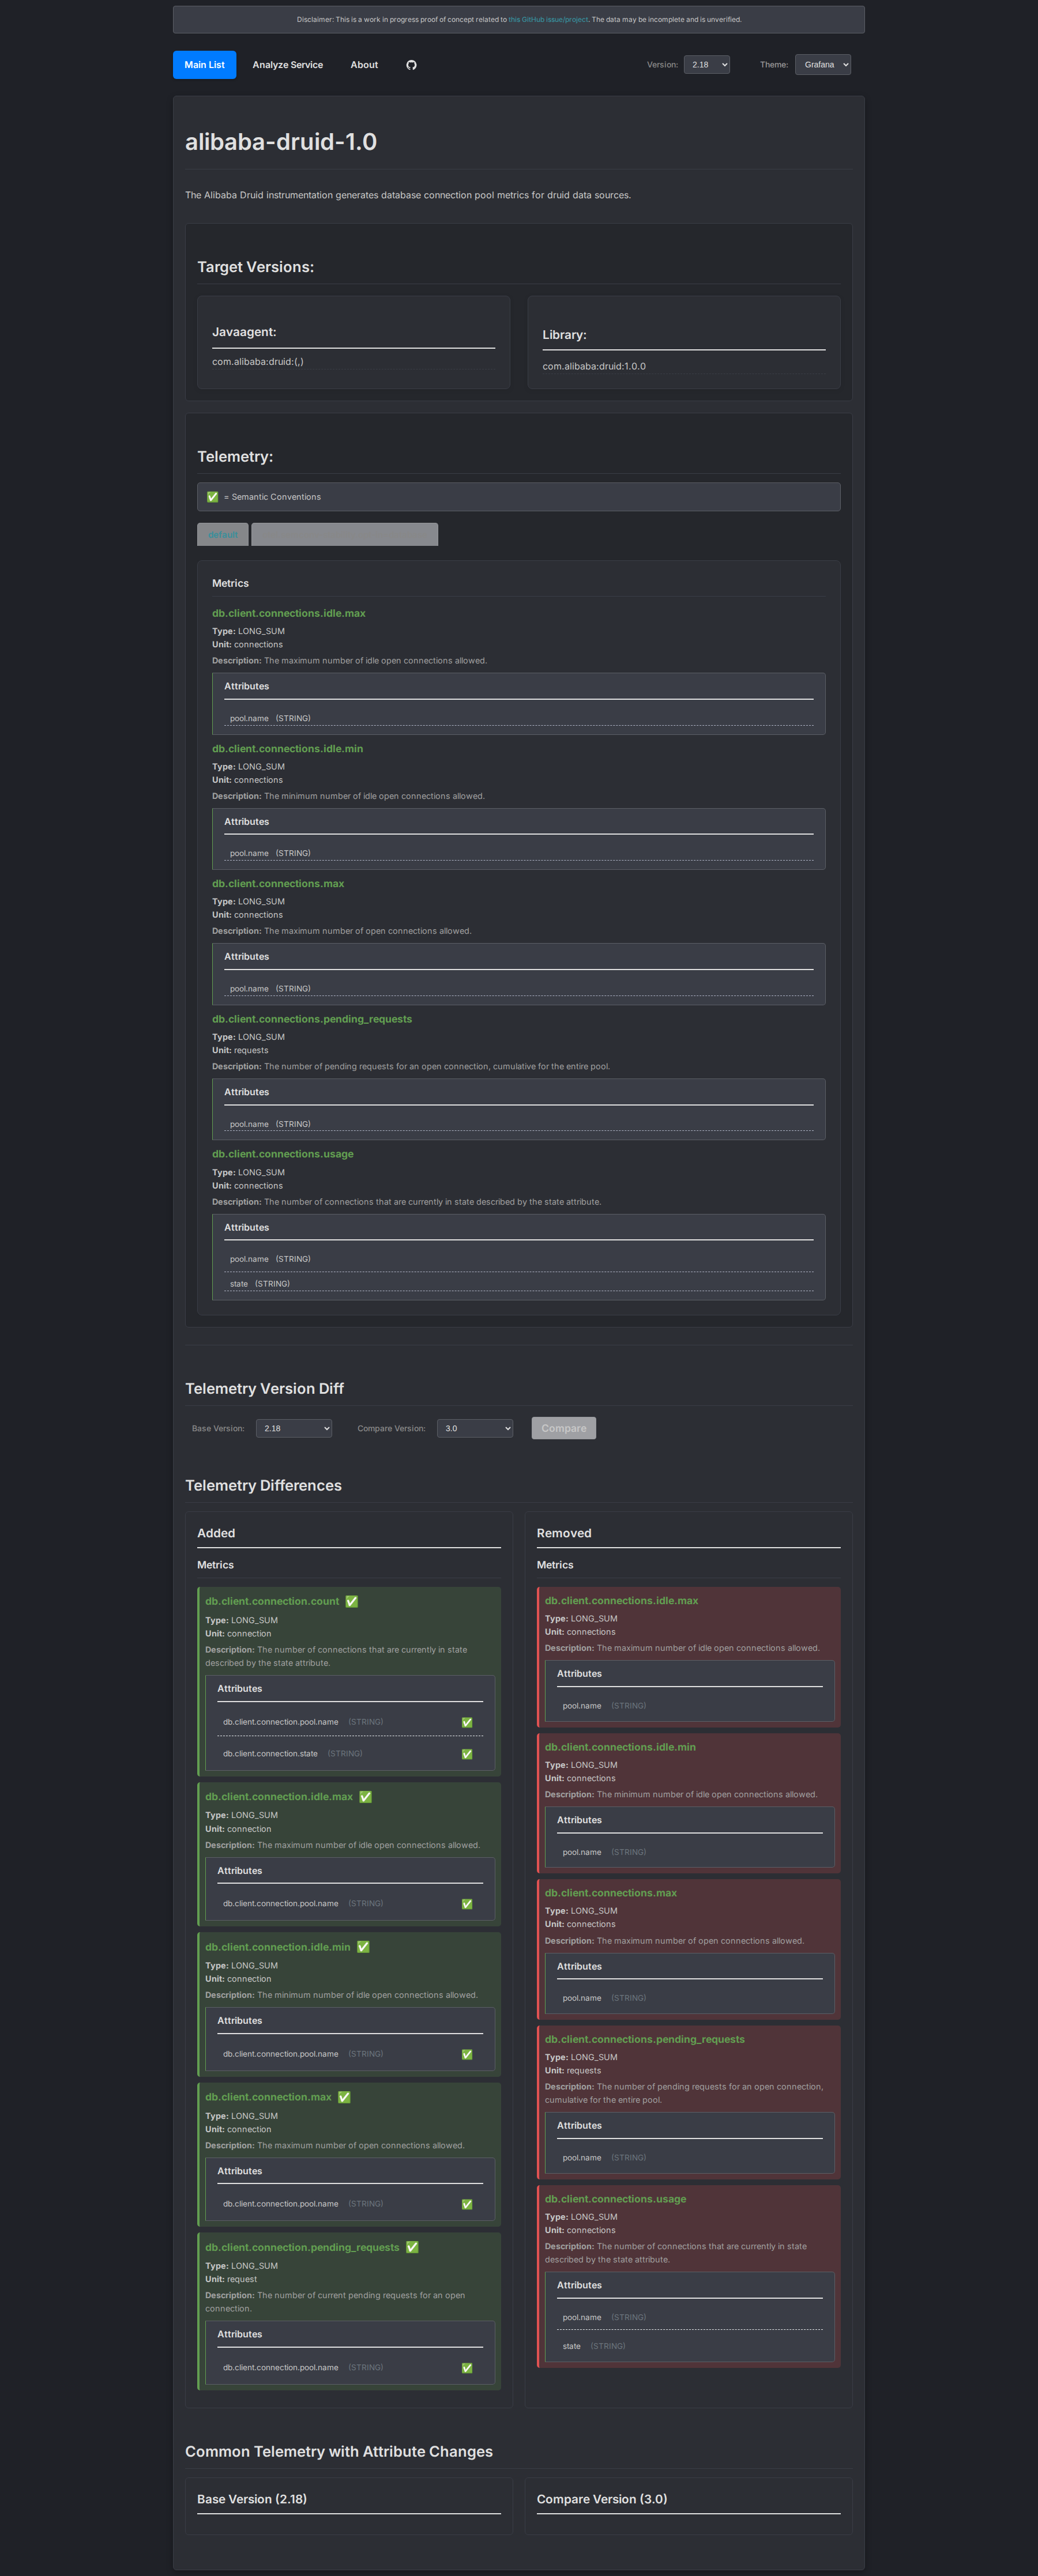 Disclaimer: This is a work in progress proof of concept related to this GitHub issue/project. The data may be incomplete and is unverified.
Main List
Analyze Service
About
Version:
2.18
Theme:
Grafana
alibaba-druid-1.0
The Alibaba Druid instrumentation generates database connection pool metrics for druid data sources.
Target Versions:
Javaagent:
com.alibaba:druid:(,)
Library:
com.alibaba:druid:1.0.0
Telemetry:
✅ = Semantic Conventions
default
Metrics
db.client.connections.idle.max
Type: LONG_SUM
Unit: connections
Description: The maximum number of idle open connections allowed.
Attributes
pool.name (STRING)
db.client.connections.idle.min
Type: LONG_SUM
Unit: connections
Description: The minimum number of idle open connections allowed.
Attributes
pool.name (STRING)
db.client.connections.max
Type: LONG_SUM
Unit: connections
Description: The maximum number of open connections allowed.
Attributes
pool.name (STRING)
db.client.connections.pending_requests
Type: LONG_SUM
Unit: requests
Description: The number of pending requests for an open connection, cumulative for the entire pool.
Attributes
pool.name (STRING)
db.client.connections.usage
Type: LONG_SUM
Unit: connections
Description: The number of connections that are currently in state described by the state attribute.
Attributes
pool.name (STRING)
state (STRING)
Telemetry Version Diff
Base Version:
2.18
Compare Version:
3.0
Compare
Telemetry Differences
Added
Metrics
db.client.connection.count ✅
Type: LONG_SUM
Unit: connection
Description: The number of connections that are currently in state
described by the state attribute.
Attributes
db.client.connection.pool.name (STRING) ✅
db.client.connection.state (STRING) ✅
db.client.connection.idle.max ✅
Type: LONG_SUM
Unit: connection
Description: The maximum number of idle open connections allowed.
Attributes
db.client.connection.pool.name (STRING) ✅
db.client.connection.idle.min ✅
Type: LONG_SUM
Unit: connection
Description: The minimum number of idle open connections allowed.
Attributes
db.client.connection.pool.name (STRING) ✅
db.client.connection.max ✅
Type: LONG_SUM
Unit: connection
Description: The maximum number of open connections allowed.
Attributes
db.client.connection.pool.name (STRING) ✅
db.client.connection.pending_requests ✅
Type: LONG_SUM
Unit: request
Description: The number of current pending requests for an open
connection.
Attributes
db.client.connection.pool.name (STRING) ✅
Removed
Metrics
db.client.connections.idle.max
Type: LONG_SUM
Unit: connections
Description: The maximum number of idle open connections allowed.
Attributes
pool.name (STRING)
db.client.connections.idle.min
Type: LONG_SUM
Unit: connections
Description: The minimum number of idle open connections allowed.
Attributes
pool.name (STRING)
db.client.connections.max
Type: LONG_SUM
Unit: connections
Description: The maximum number of open connections allowed.
Attributes
pool.name (STRING)
db.client.connections.pending_requests
Type: LONG_SUM
Unit: requests
Description: The number of pending requests for an open connection,
cumulative for the entire pool.
Attributes
pool.name (STRING)
db.client.connections.usage
Type: LONG_SUM
Unit: connections
Description: The number of connections that are currently in state
described by the state attribute.
Attributes
pool.name (STRING)
state (STRING)
Common Telemetry with Attribute Changes
Base Version (2.18)
Compare Version (3.0)